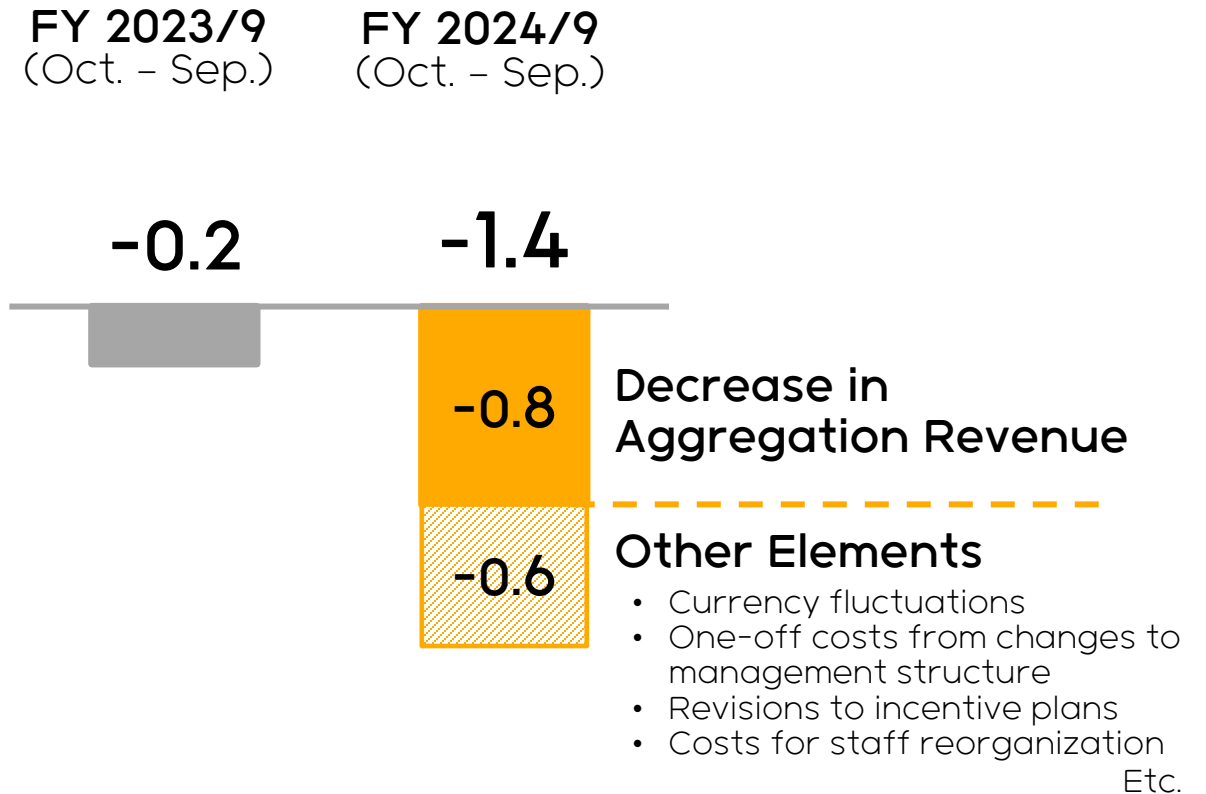 FY 2023/9
(Oct. – Sep.)
FY 2024/9
(Oct. – Sep.)
-0.2
-1.4
-0.8
Decrease in
Aggregation Revenue
-0.6
Other Elements
• Currency fluctuations
• One-off costs from changes to
management structure
• Revisions to incentive plans
• Costs for staff reorganization
Etc.